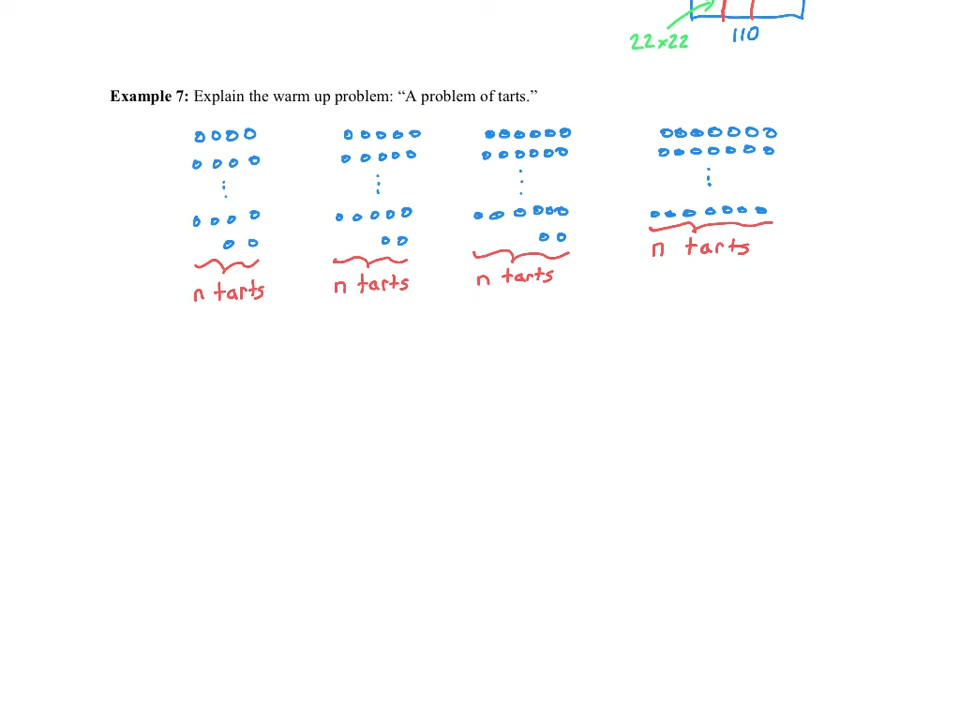 110
22×22
Example 7: Explain the warm up problem: “A problem of tarts.”
n tarts
n tarts
n tarts
n tarts